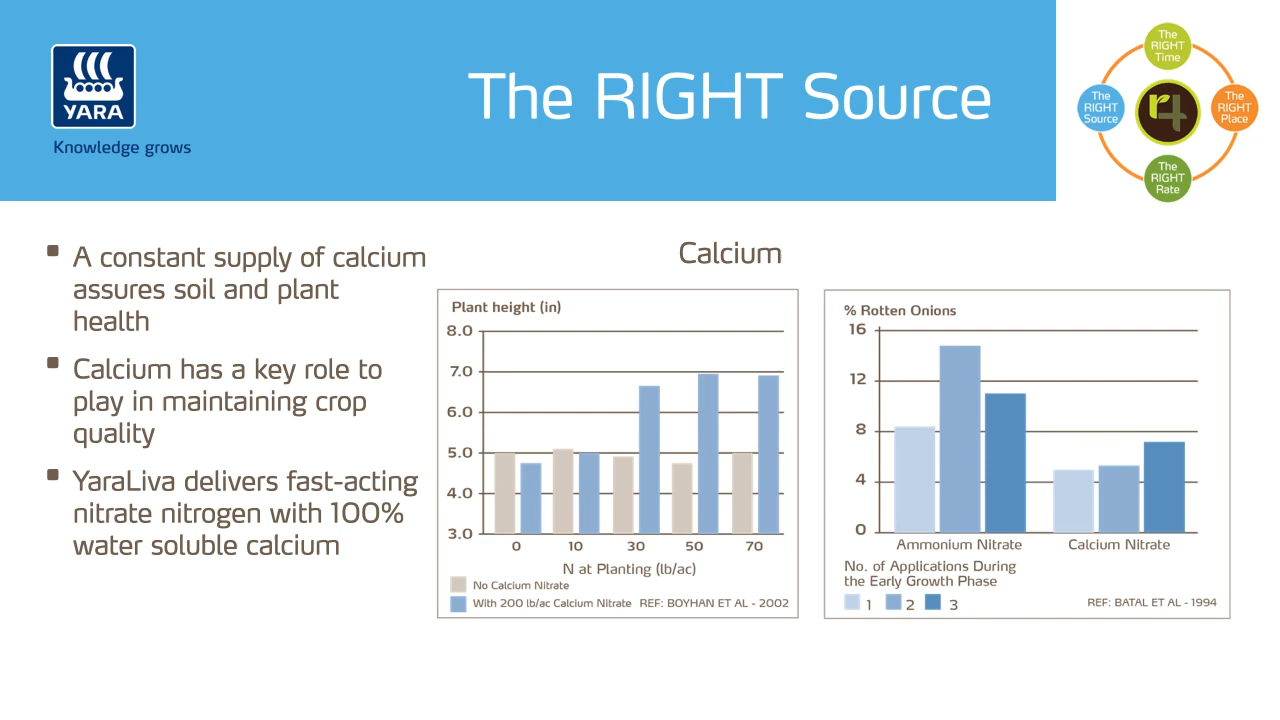 YARA
Knowledge grows
The RIGHT Source
The
RIGHT
Time
The
RIGHT
Source
r4
The
RIGHT
Place
The
RIGHT
Rate
A constant supply of calcium
assures soil and plant
health
Calcium has a key role to
play in maintaining crop
quality
YaraLiva delivers fast-acting
nitrate nitrogen with 100%
water soluble calcium
Calcium
Plant height (in)
8.0
7.0
6.0
5.0
4.0
3.0
0 10 30 50 70
N at Planting (lb/ac)
No Calcium Nitrate
With 200 lb/ac Calcium Nitrate REF: BOYHAN ET AL - 2002
% Rotten Onions
16
12
8
4
0
Ammonium Nitrate Calcium Nitrate
No. of Applications During
the Early Growth Phase
1 2 3 REF: BATAL ET AL - 1994